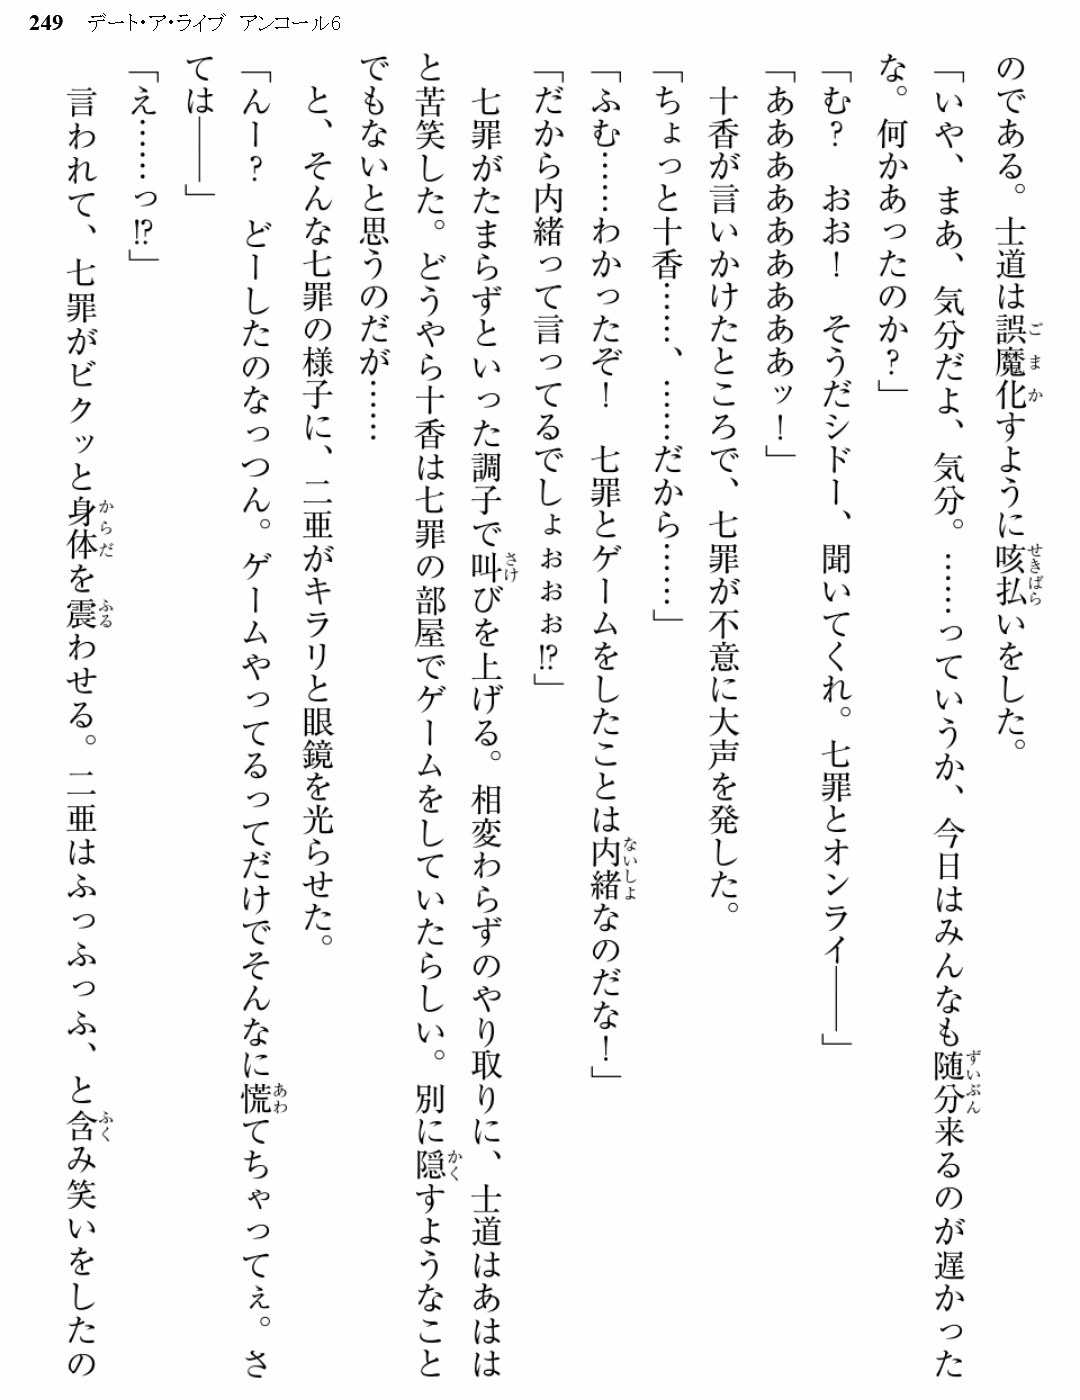 249 デート・ア・ライブ アンコール6
のである。士道は誤魔化すように咳払いをした。
「いや、まあ、気分だよ、気分。……っていうか、今日はみんなも随分来るのが遅かった
な。何かあったのか？」
「む？　おお！　そうだシドー、聞いてくれ。七罪とオンライ――」
「あああああああああッ！」
　十香が言いかけたところで、七罪が不意に大声を発した。
「ちょっと十香……、……だから……」
「ふむ……わかったぞ！　七罪とゲームをしたことは内緒なのだな！」
「だから内緒って言ってるでしょぉぉぉ!?」
　七罪がたまらずといった調子で叫びを上げる。相変わらずのやり取りに、士道はあはは
と苦笑した。どうやら十香は七罪の部屋でゲームをしていたらしい。別に隠すようなこと
でもないと思うのだが……
　と、そんな七罪の様子に、二亜がキラリと眼鏡を光らせた。
「んー？　どーしたのなっつん。ゲームやってるってだけでそんなに慌てちゃってぇ。さ
ては――」
「え……っ!?」
　言われて、七罪がビクッと身体を震わせる。二亜はふっふっふ、と含み笑いをしたの